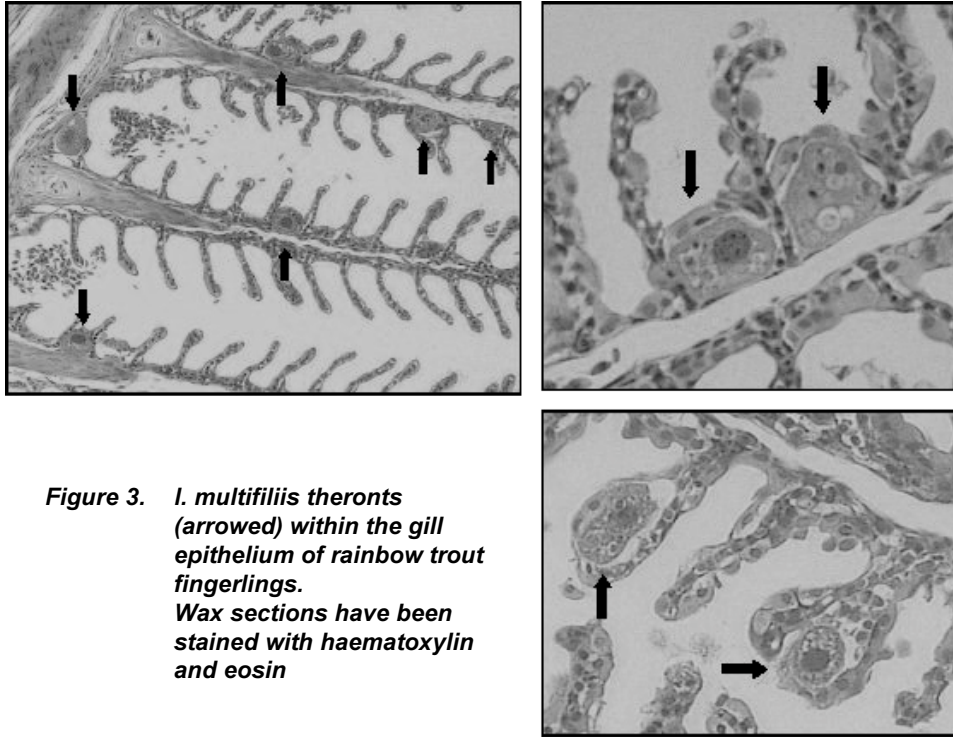 Figure 3. I. multifiliis theronts
(arrowed) within the gill
epithelium of rainbow trout
fingerlings.
Wax sections have been
stained with haematoxylin
and eosin